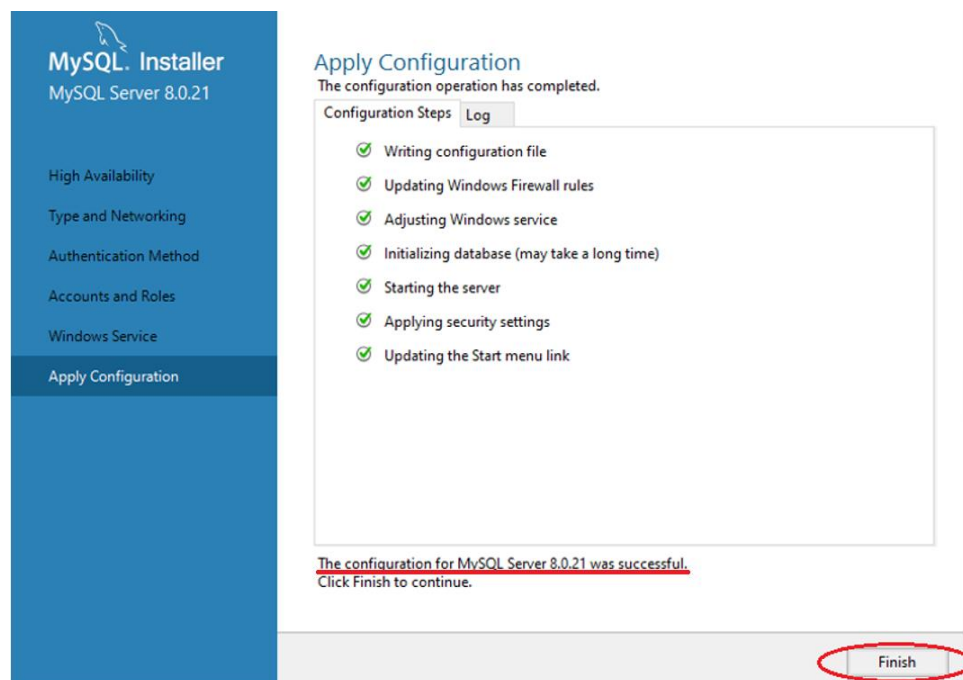 MySQL. Installer
MySQL Server 8.0.21
High Availability
Type and Networking
Authentication Method
Accounts and Roles
Windows Service
Apply Configuration
Apply Configuration
The configuration operation has completed.
Configuration Steps
Log
Writing configuration file
Updating Windows Firewall rules
Adjusting Windows service
Initializing database (may take a long time)
Starting the server
Applying security settings
Updating the Start menu link
The configuration for MySQL Server 8.0.21 was successful.
Click Finish to continue.
Finish